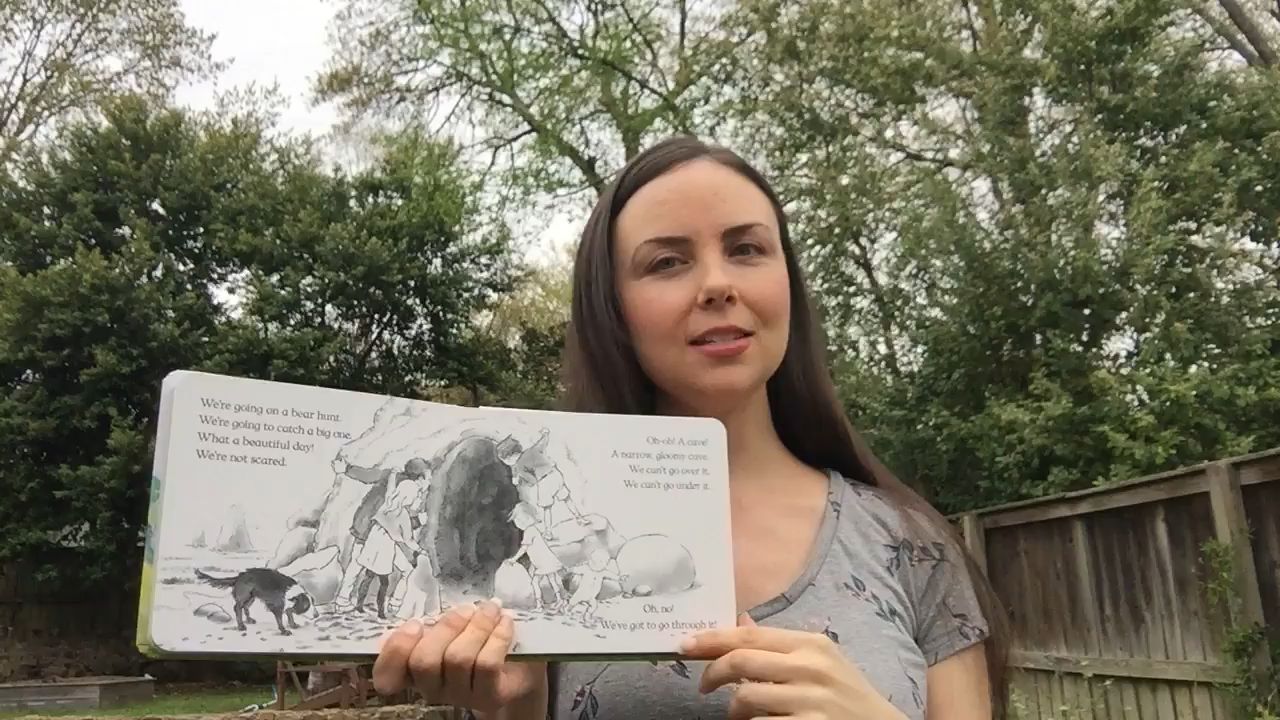 We're going on a bear hunt.
We're going to catch a big one.
What a beautiful day!
We're not scared.
Oh-oh! A cave!
A narrow, gloomy cave.
We can't go over it.
We can't go under it.
Oh, no!
We've got to go through it!